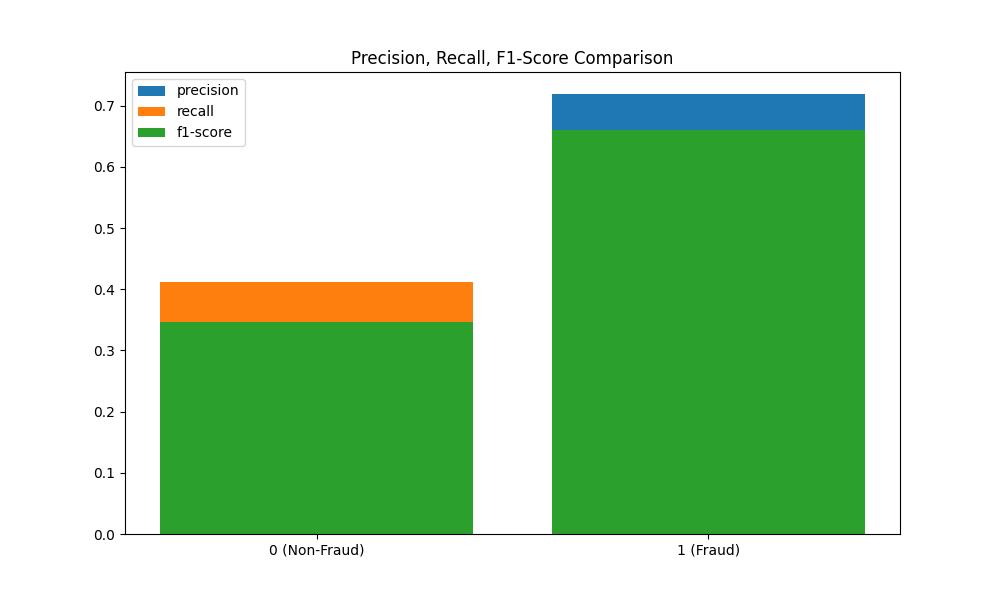 Precision, Recall, F1-Score Comparison
precision
recall
f1-score
0.7
0.6
0.5
0.4
0.3
0.2
0.1
0.0
0 (Non-Fraud)
1 (Fraud)